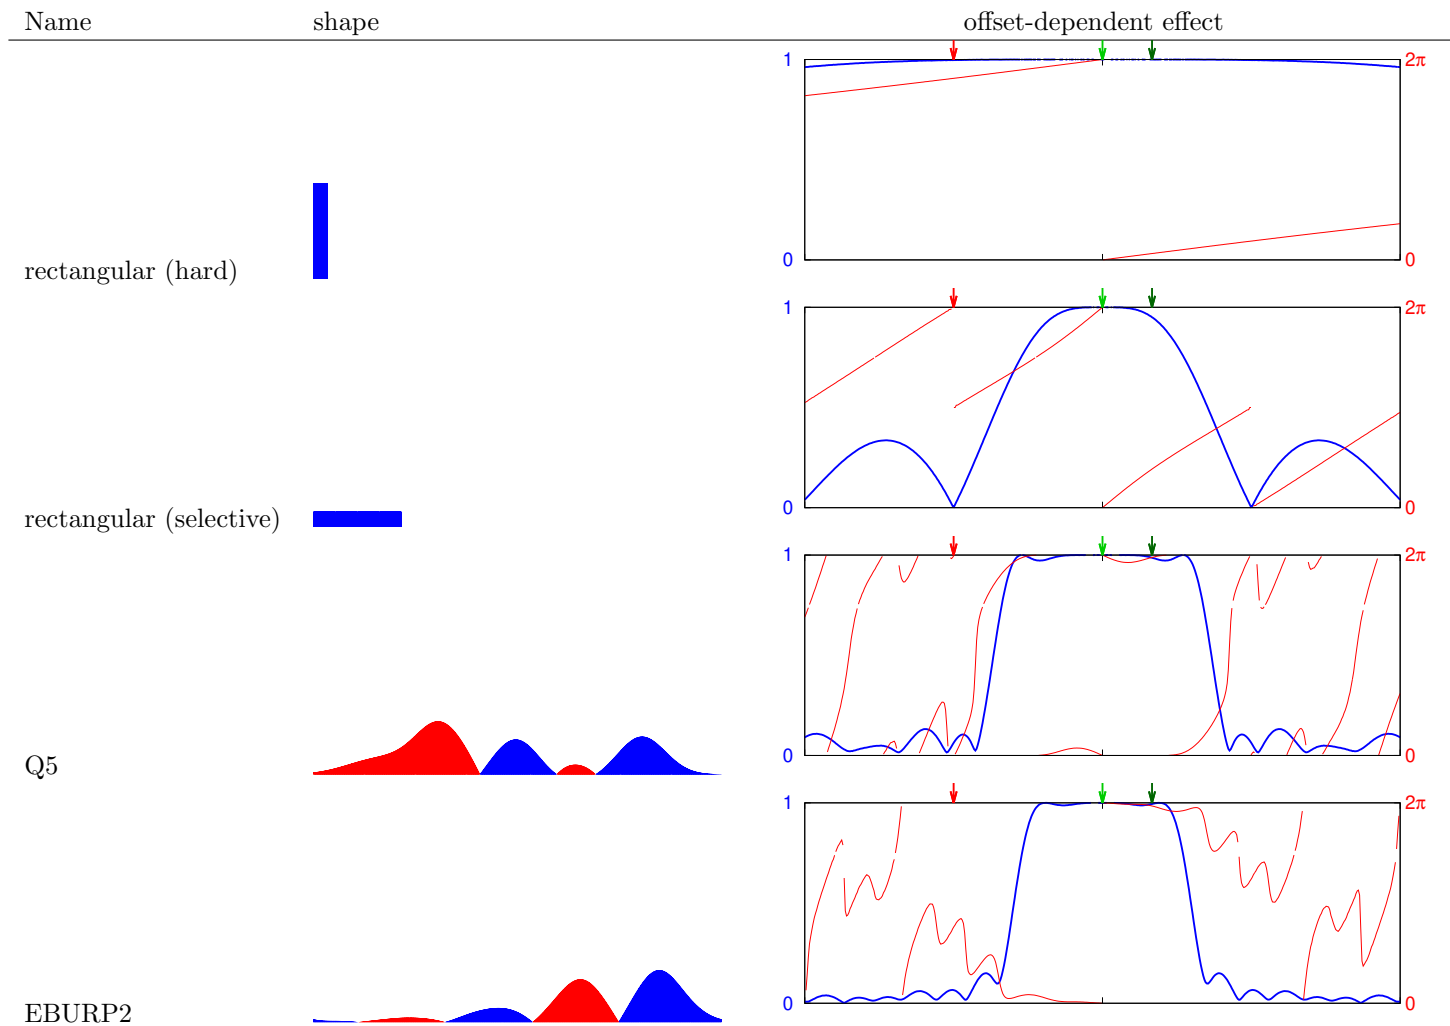 Name shape offset-dependent effect
1 2π
rectangular (hard) 0 0
1 2π
rectangular (selective) 0 0
1 2π
Q5 0 0
1 2π
EBURP2 0 0